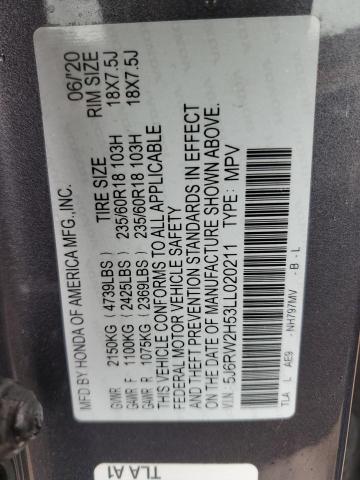 MFD BY HONDA OF AMERICA MFG., INC. 06/'20
TIRE SIZE RIM SIZE
GVWR 2150KG (4739LBS)
GAWR F 1100KG (2425LBS) 235/60R18 103H 18X7.5J
GAWR R 1075KG (2369LBS) 235/60R18 103H 18X7.5J
THIS VEHICLE CONFORMS TO ALL APPLICABLE
FEDERAL MOTOR VEHICLE SAFETY
AND THEFT PREVENTION STANDARDS IN EFFECT
ON THE DATE OF MANUFACTURE SHOWN ABOVE.
V.I.N.: 5J6RW2H53LL020211 TYPE: MPV
TLA L AE9 NH797MV - B - L
TLA A1